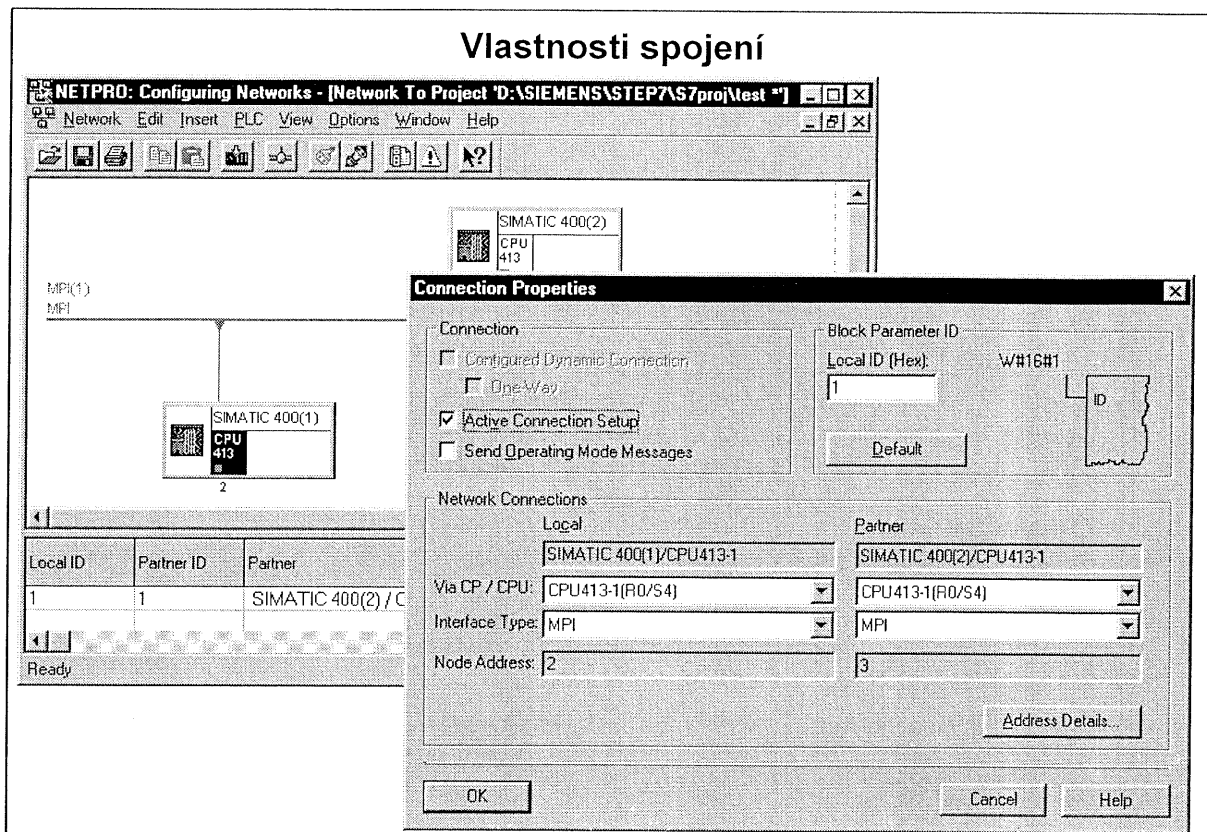 Vlastnosti spojení
NETPRO: Configuring Networks - [Network To Project 'D:\SIEMENS\STEP7\S7proj\test *']
Network Edit Insert PLC View Options Window Help
SIMATIC 400(2)
CPU
413
MPI(1)
MPI
SIMATIC 400(1)
CPU
413
2
Local ID Partner ID Partner
1 1 SIMATIC 400(2) / C
Ready
Connection Properties
Connection
Configured Dynamic Connection
One-Way
Active Connection Setup
Send Operating Mode Messages
Block Parameter ID
Local ID (Hex): W#16#1
1
ID
Default
Network Connections
Local Partner
SIMATIC 400(1)/CPU413-1 SIMATIC 400(2)/CPU413-1
Via CP / CPU: CPU413-1(R0/S4) CPU413-1(R0/S4)
Interface Type: MPI MPI
Node Address: 2 3
Address Details...
OK Cancel Help